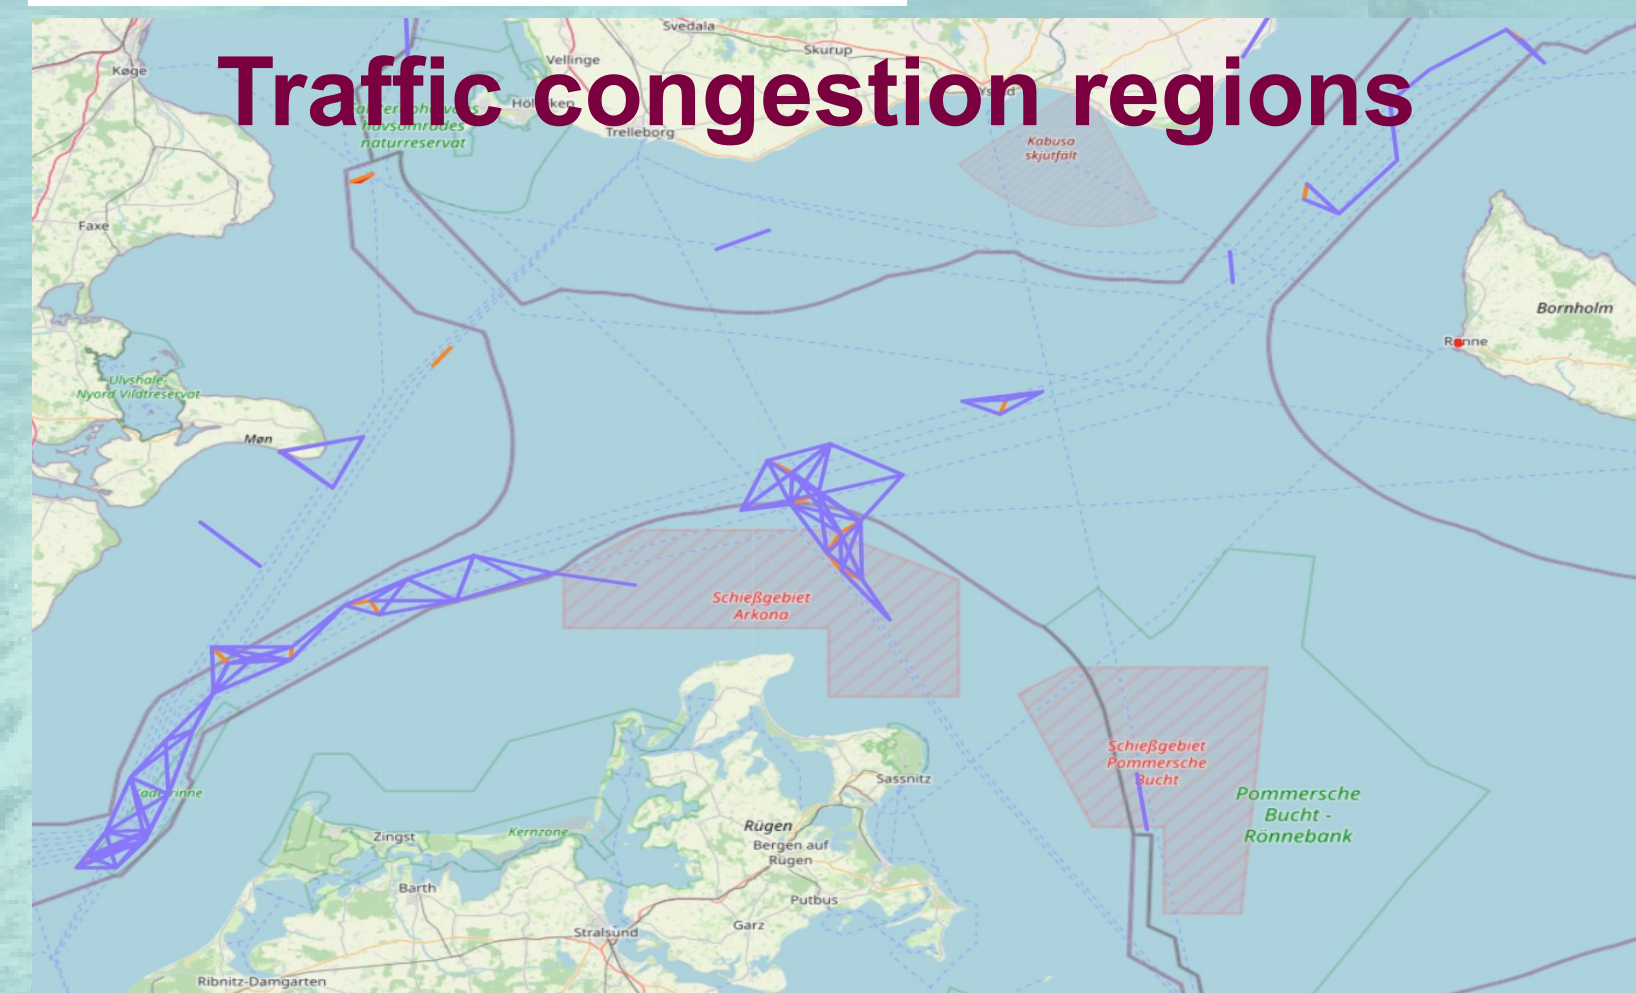 Svedala
Skurup
Vellinge
Køge
Traffic congestion regions
naturreservat
Trelleborg
Kabusa
skjutfält
Faxe
Bornholm
Ulvshale-
Nyord Vildtreservat
Møn
Schießgebiet
Arkona
Schießgebiet
Pommersche
Bucht
Sassnitz
Pommersche
Bucht -
Rönnebank
Zingst
Kernzone
Rügen
Bergen auf
Rügen
Barth
Putbus
Garz
Stralsund
Ribnitz-Damgarten